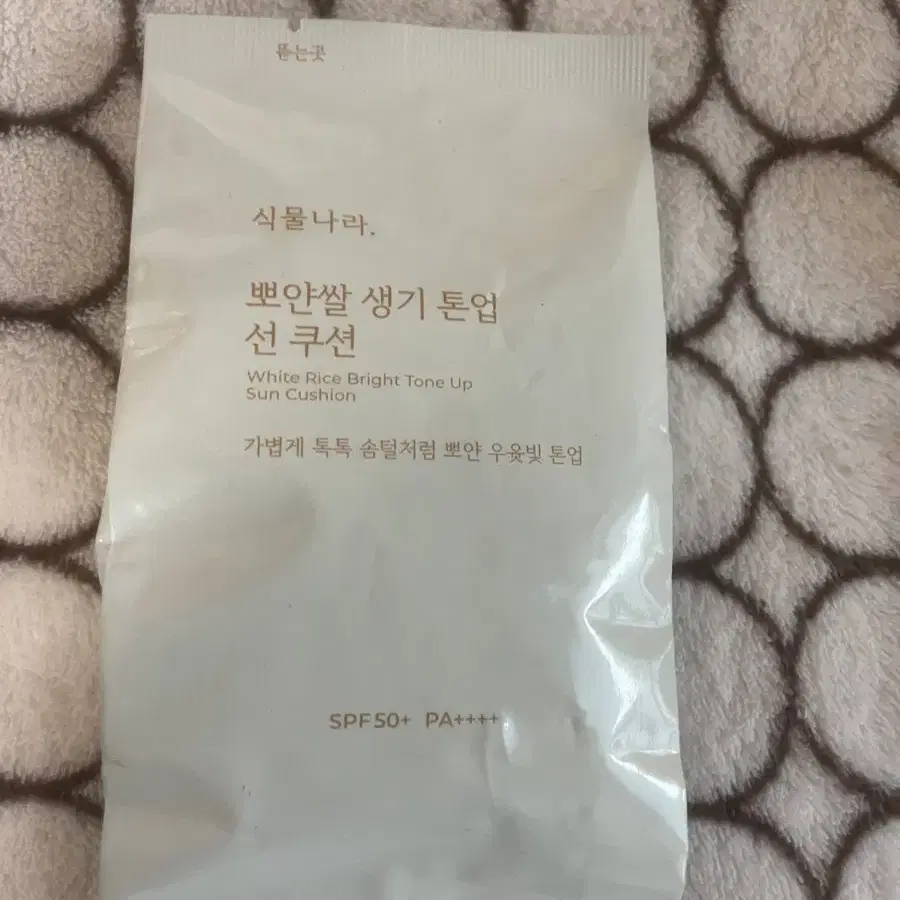 뜯는곳
식물나라.
뽀얀쌀 생기 톤업
선 쿠션
White Rice Bright Tone Up
Sun Cushion
가볍게 톡톡 솜털처럼 뽀얀 우윳빛 톤업
SPF50+ PA++++